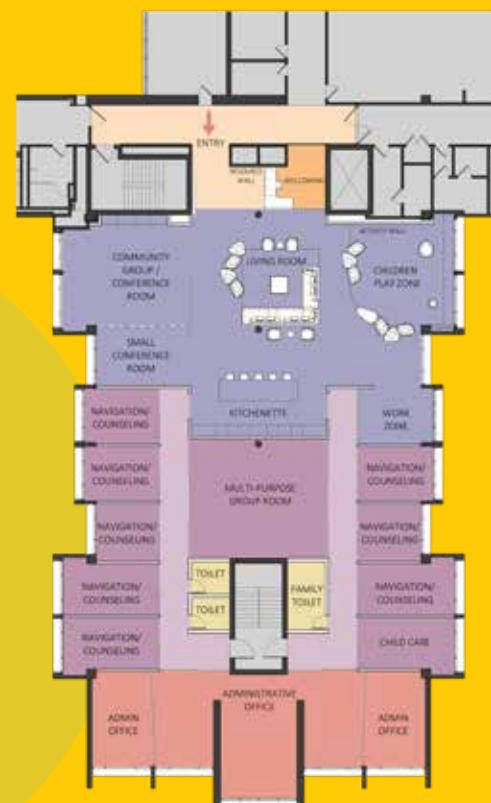 ENTRY
RESOURCE
WALL
WELCOMING
ACTIVITY WALL
COMMUNITY
GROUP /
CONFERENCE
ROOM
LIVING ROOM
CHILDREN
PLAY ZONE
SMALL
CONFERENCE
ROOM
KITCHENETTE
WORK
ZONE
NAVIGATION/
COUNSELING
NAVIGATION/
COUNSELING
MULTI-PURPOSE
GROUP ROOM
NAVIGATION/
COUNSELING
NAVIGATION/
COUNSELING
NAVIGATION/
COUNSELING
NAVIGATION/
COUNSELING
TOILET
TOILET
FAMILY
TOILET
NAVIGATION/
COUNSELING
NAVIGATION/
COUNSELING
CHILD CARE
ADMINISTRATIVE
OFFICE
ADMIN
OFFICE
ADMIN
OFFICE